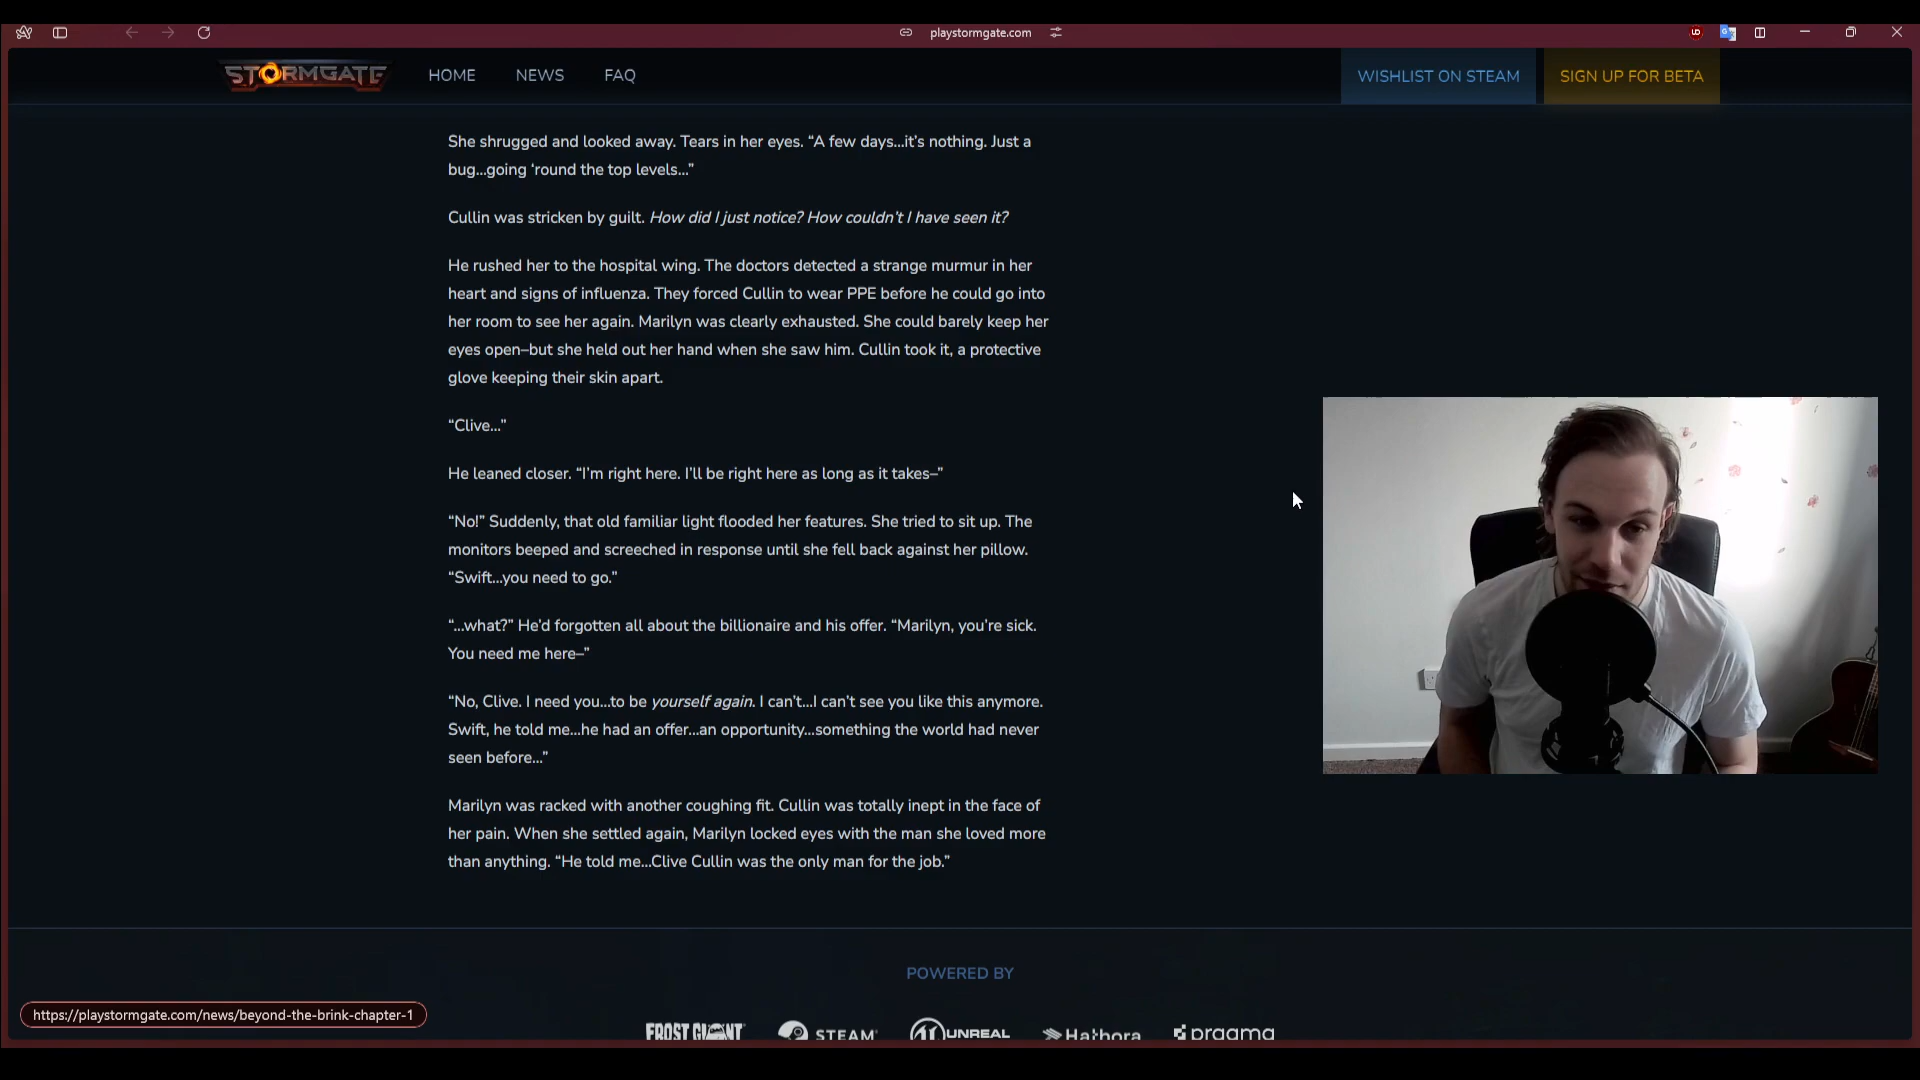 playstormgate.com
STORMGATE
HOME
NEWS
FAQ
WISHLIST ON STEAM
SIGN UP FOR BETA
She shrugged and looked away. Tears in her eyes. “A few days…it’s nothing. Just a
bug…going ‘round the top levels…”
Cullin was stricken by guilt. How did I just notice? How couldn’t I have seen it?
He rushed her to the hospital wing. The doctors detected a strange murmur in her
heart and signs of influenza. They forced Cullin to wear PPE before he could go into
her room to see her again. Marilyn was clearly exhausted. She could barely keep her
eyes open–but she held out her hand when she saw him. Cullin took it, a protective
glove keeping their skin apart.
“Clive…”
He leaned closer. “I’m right here. I’ll be right here as long as it takes–”
“No!” Suddenly, that old familiar light flooded her features. She tried to sit up. The
monitors beeped and screeched in response until she fell back against her pillow.
“Swift…you need to go.”
“…what?” He’d forgotten all about the billionaire and his offer. “Marilyn, you’re sick.
You need me here–”
“No, Clive. I need you…to be yourself again. I can’t…I can’t see you like this anymore.
Swift, he told me…he had an offer…an opportunity…something the world had never
seen before…”
Marilyn was racked with another coughing fit. Cullin was totally inept in the face of
her pain. When she settled again, Marilyn locked eyes with the man she loved more
than anything. “He told me…Clive Cullin was the only man for the job.”
POWERED BY
https://playstormgate.com/news/beyond-the-brink-chapter-1
FROST GIANT
STEAM
UNREAL
Hathora
pragma